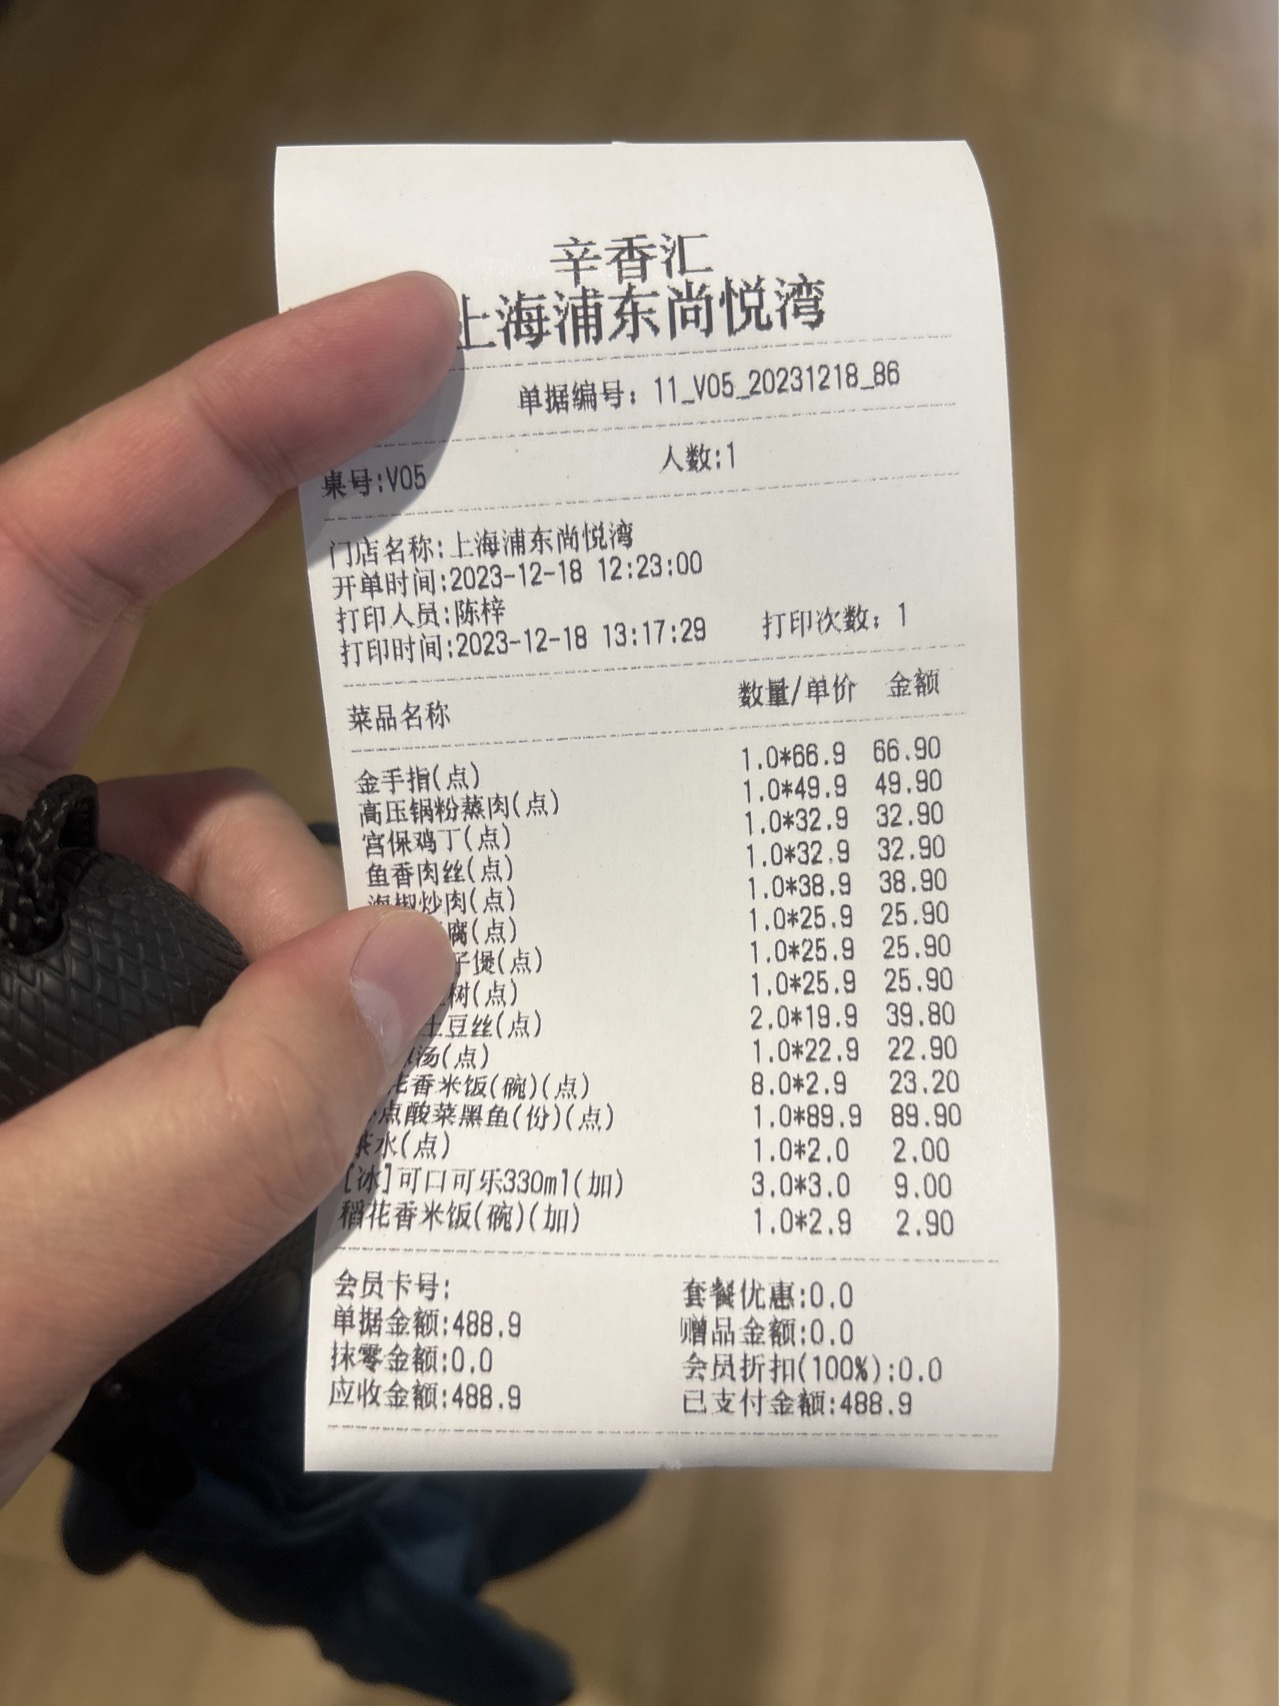 辛香汇
上海浦东尚悦湾
单据编号：11_V05_20231218_86
桌号:V05 人数:1
门店名称:上海浦东尚悦湾
开单时间:2023-12-18 12:23:00
打印人员:陈梓
打印时间:2023-12-18 13:17:29 打印次数：1
菜品名称 数量/单价 金额
金手指(点) 1.0*66.9 66.90
高压锅粉蒸肉(点) 1.0*49.9 49.90
宫保鸡丁(点) 1.0*32.9 32.90
鱼香肉丝(点) 1.0*32.9 32.90
海椒炒肉(点) 1.0*38.9 38.90
腐(点) 1.0*25.9 25.90
子煲(点) 1.0*25.9 25.90
树(点) 1.0*25.9 25.90
土豆丝(点) 2.0*19.9 39.80
汤(点) 1.0*22.9 22.90
花香米饭(碗)(点) 8.0*2.9 23.20
点酸菜黑鱼(份)(点) 1.0*89.9 89.90
茶水(点) 1.0*2.0 2.00
[冰]可口可乐330ml(加) 3.0*3.0 9.00
稻花香米饭(碗)(加) 1.0*2.9 2.90
会员卡号: 套餐优惠:0.0
单据金额:488.9 赠品金额:0.0
抹零金额:0.0 会员折扣(100%):0.0
应收金额:488.9 已支付金额:488.9